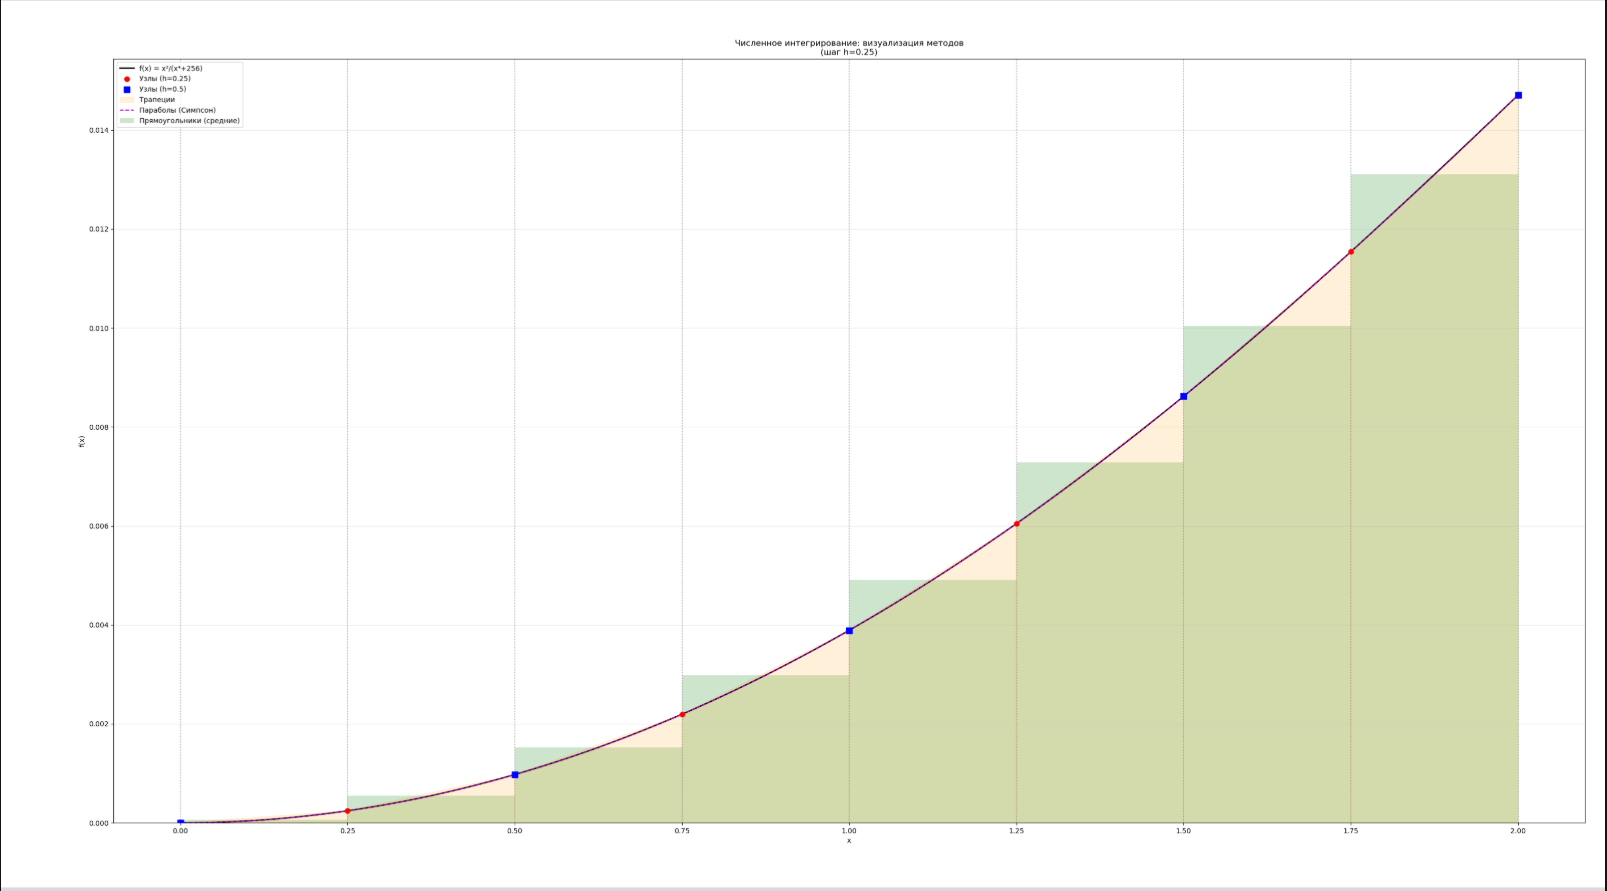 Численное интегрирование: визуализация методов
(шаг h=0.25)
f(x) = x²/(x⁴+256)
Узлы (h=0.25)
Узлы (h=0.5)
Трапеции
Параболы (Симпсон)
Прямоугольники (средние)
0.014
0.012
0.010
0.008
f(x)
0.006
0.004
0.002
0.000
0.00 0.25 0.50 0.75 1.00 1.25 1.50 1.75 2.00
x